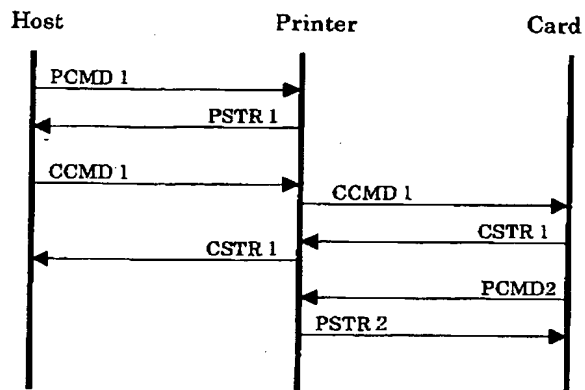 Host Printer Card
PCMD 1
PSTR 1
CCMD 1
CCMD 1
CSTR 1
CSTR 1
PCMD2
PSTR 2